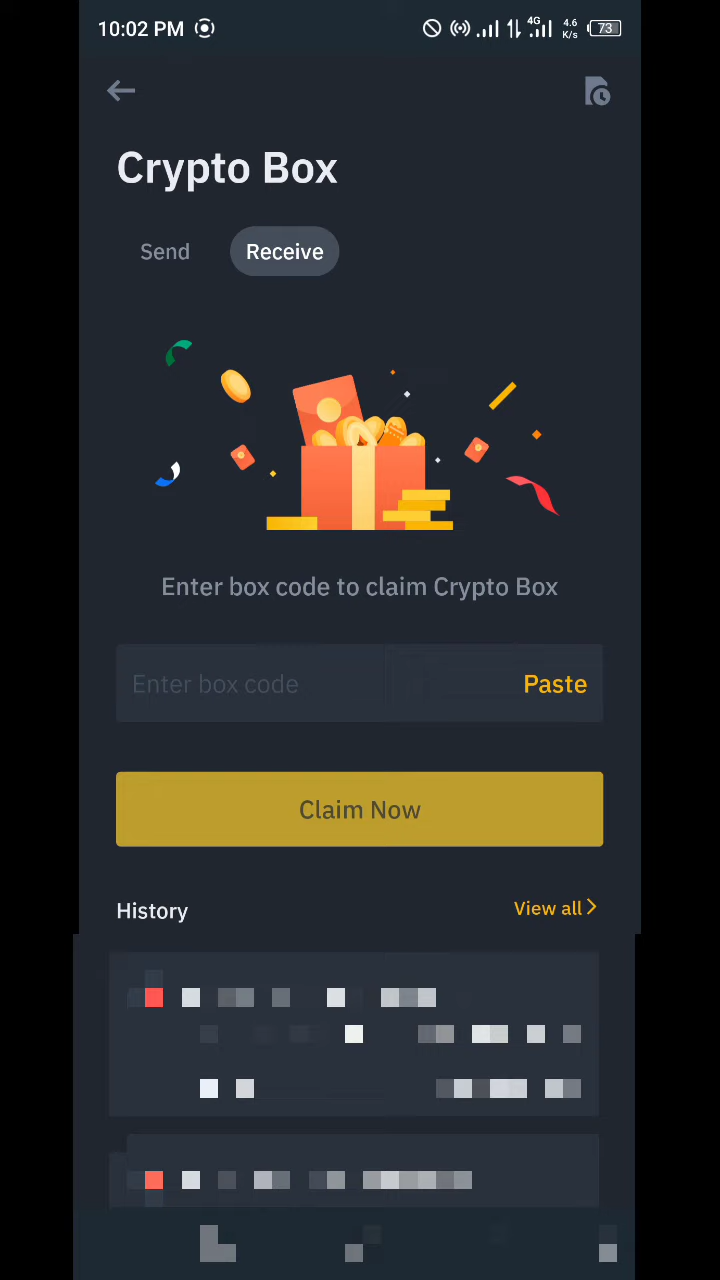 10:02 PM 4G 4.6 K/s 73
Crypto Box
Send Receive
Enter box code to claim Crypto Box
Enter box code Paste
Claim Now
History View all